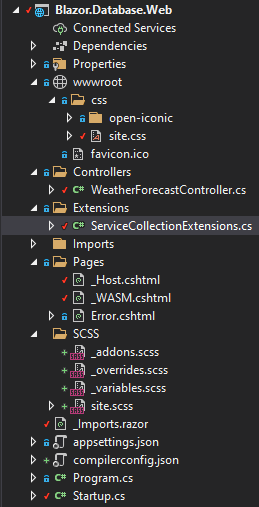 Blazor.Database.Web
Connected Services
Dependencies
Properties
wwwroot
css
open-iconic
site.css
favicon.ico
Controllers
C# WeatherForecastController.cs
Extensions
C# ServiceCollectionExtensions.cs
Imports
Pages
_Host.cshtml
_WASM.cshtml
Error.cshtml
SCSS
_addons.scss
_overrides.scss
_variables.scss
site.scss
_Imports.razor
appsettings.json
compilerconfig.json
C# Program.cs
C# Startup.cs